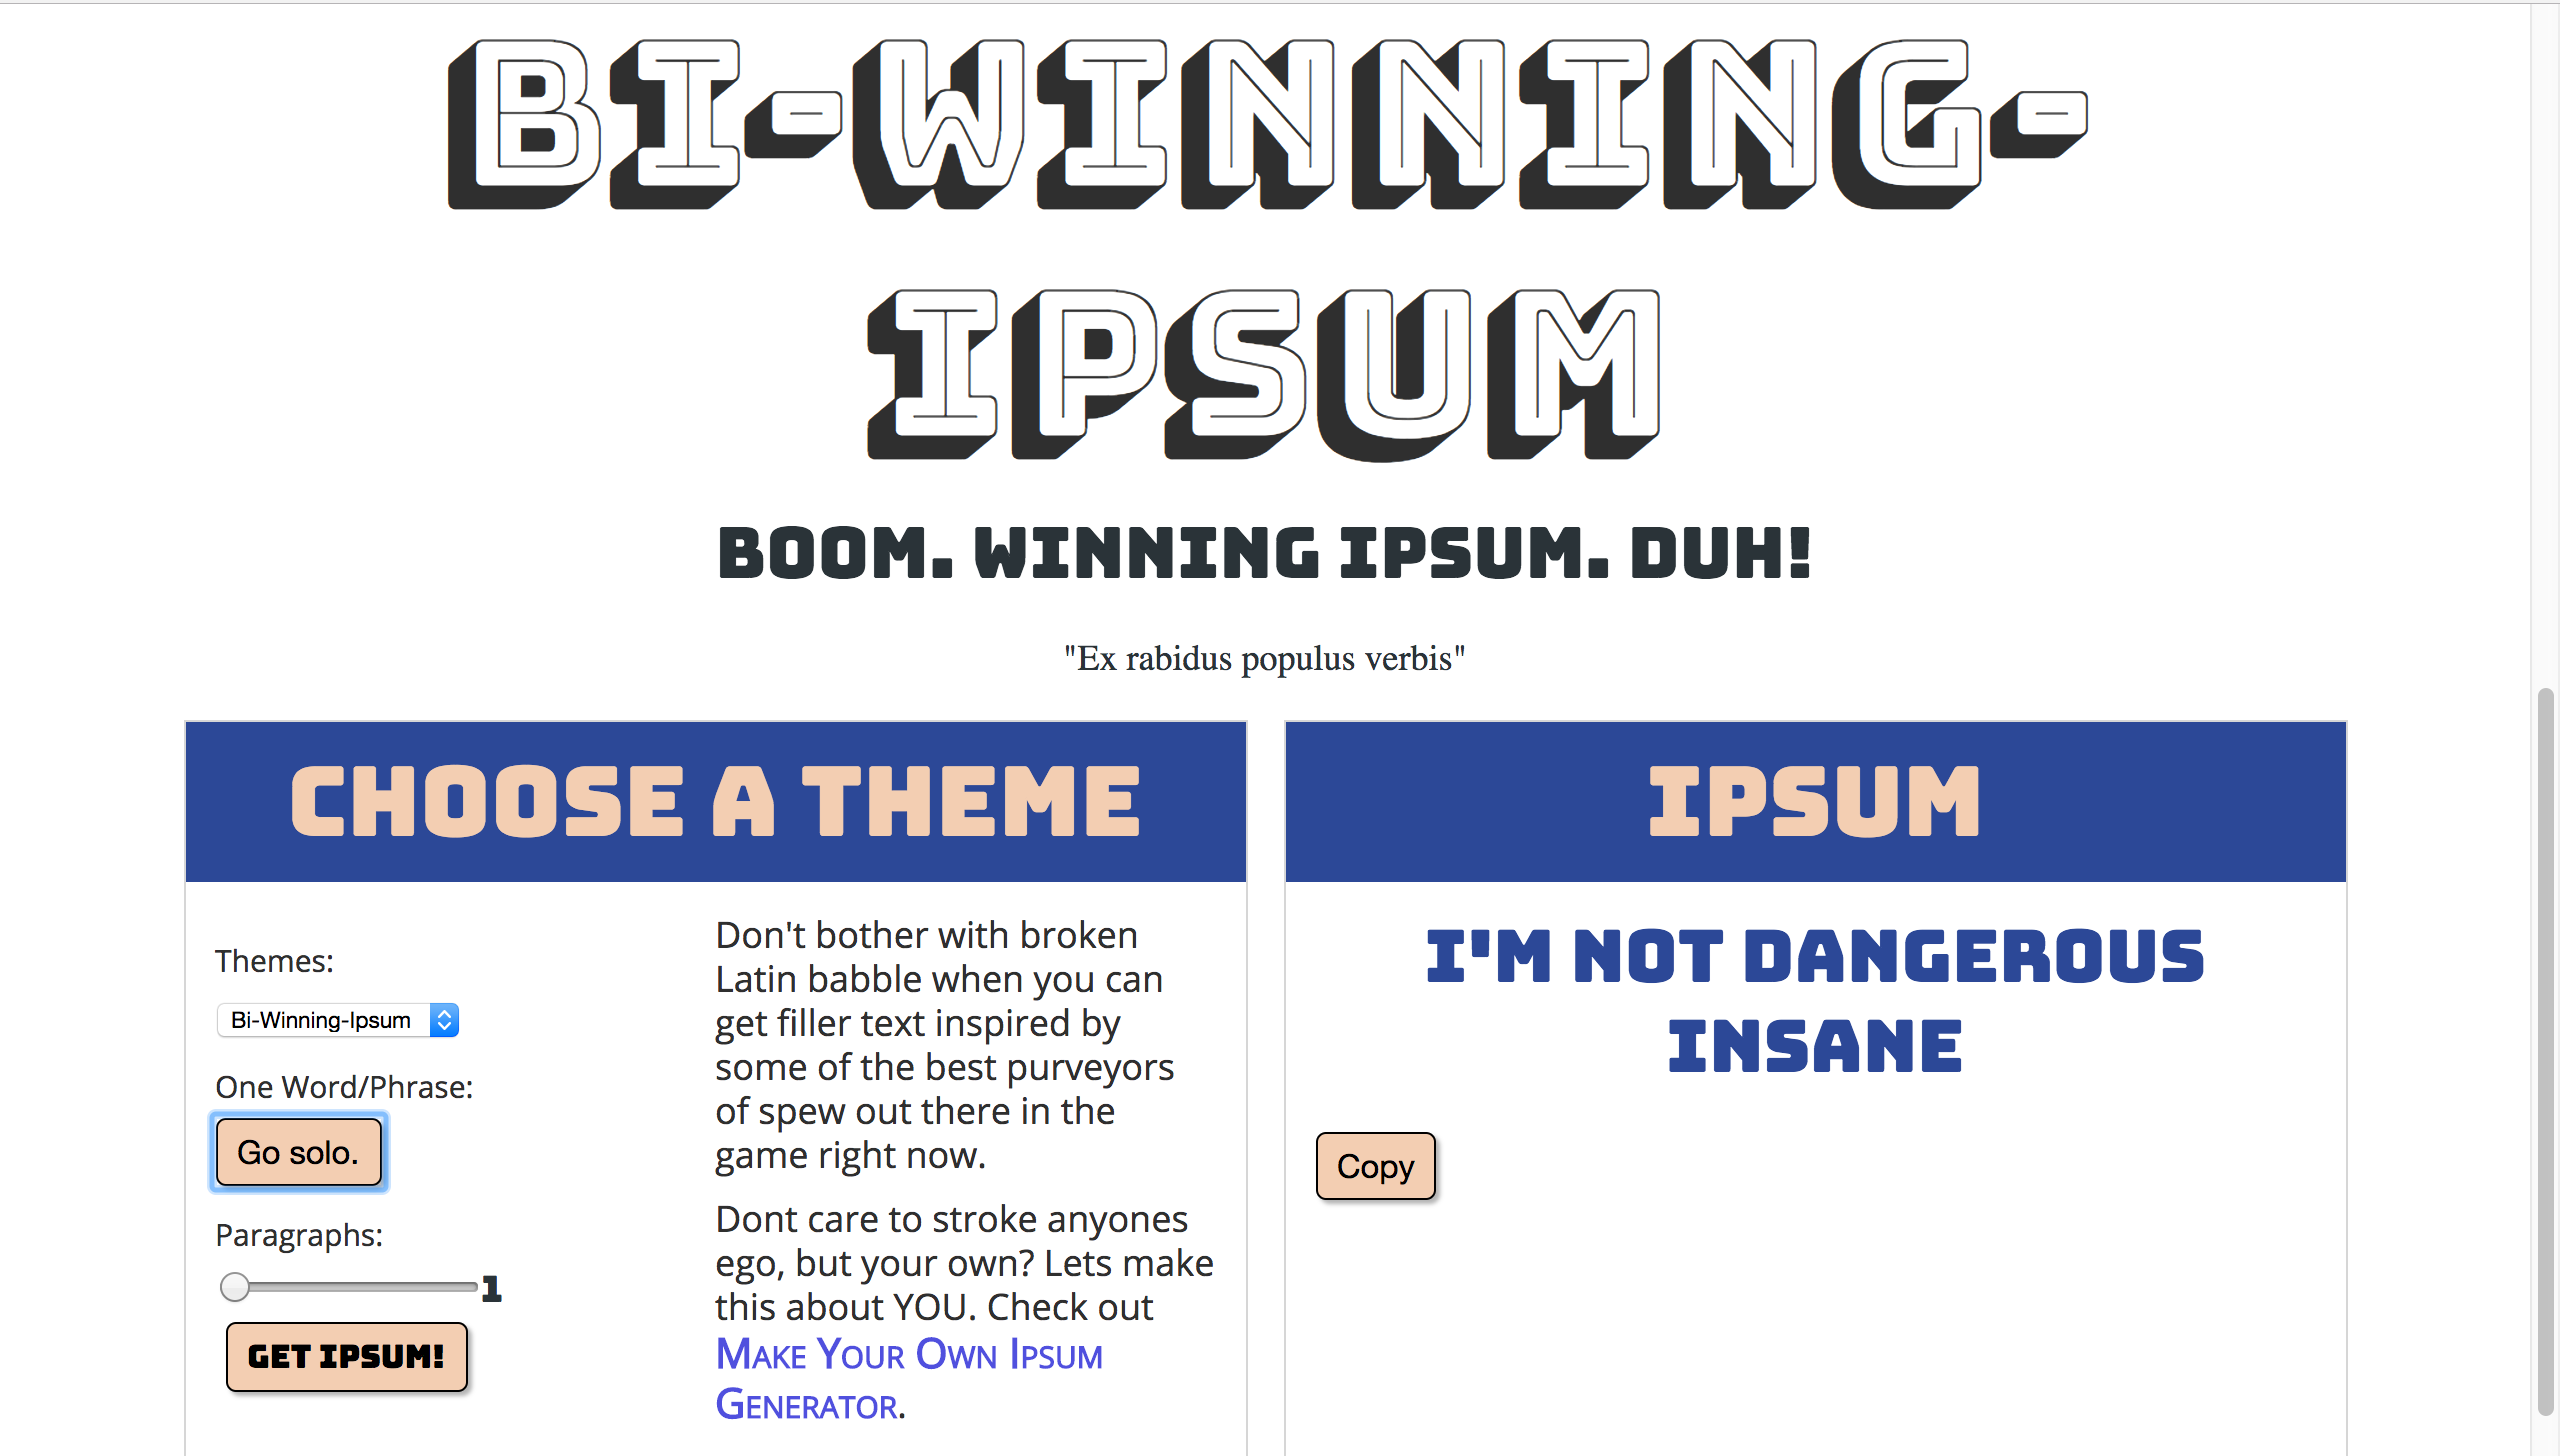 BI-WINNING-
IPSUM
BOOM. WINNING IPSUM. DUH!
"Ex rabidus populus verbis"
CHOOSE A THEME
Themes:
Bi-Winning-Ipsum
One Word/Phrase:
Go solo.
Paragraphs:
1
GET IPSUM!
Don't bother with broken
Latin babble when you can
get filler text inspired by
some of the best purveyors
of spew out there in the
game right now.
Dont care to stroke anyones
ego, but your own? Lets make
this about YOU. Check out
Make Your Own Ipsum
Generator.
IPSUM
I'M NOT DANGEROUS
INSANE
Copy